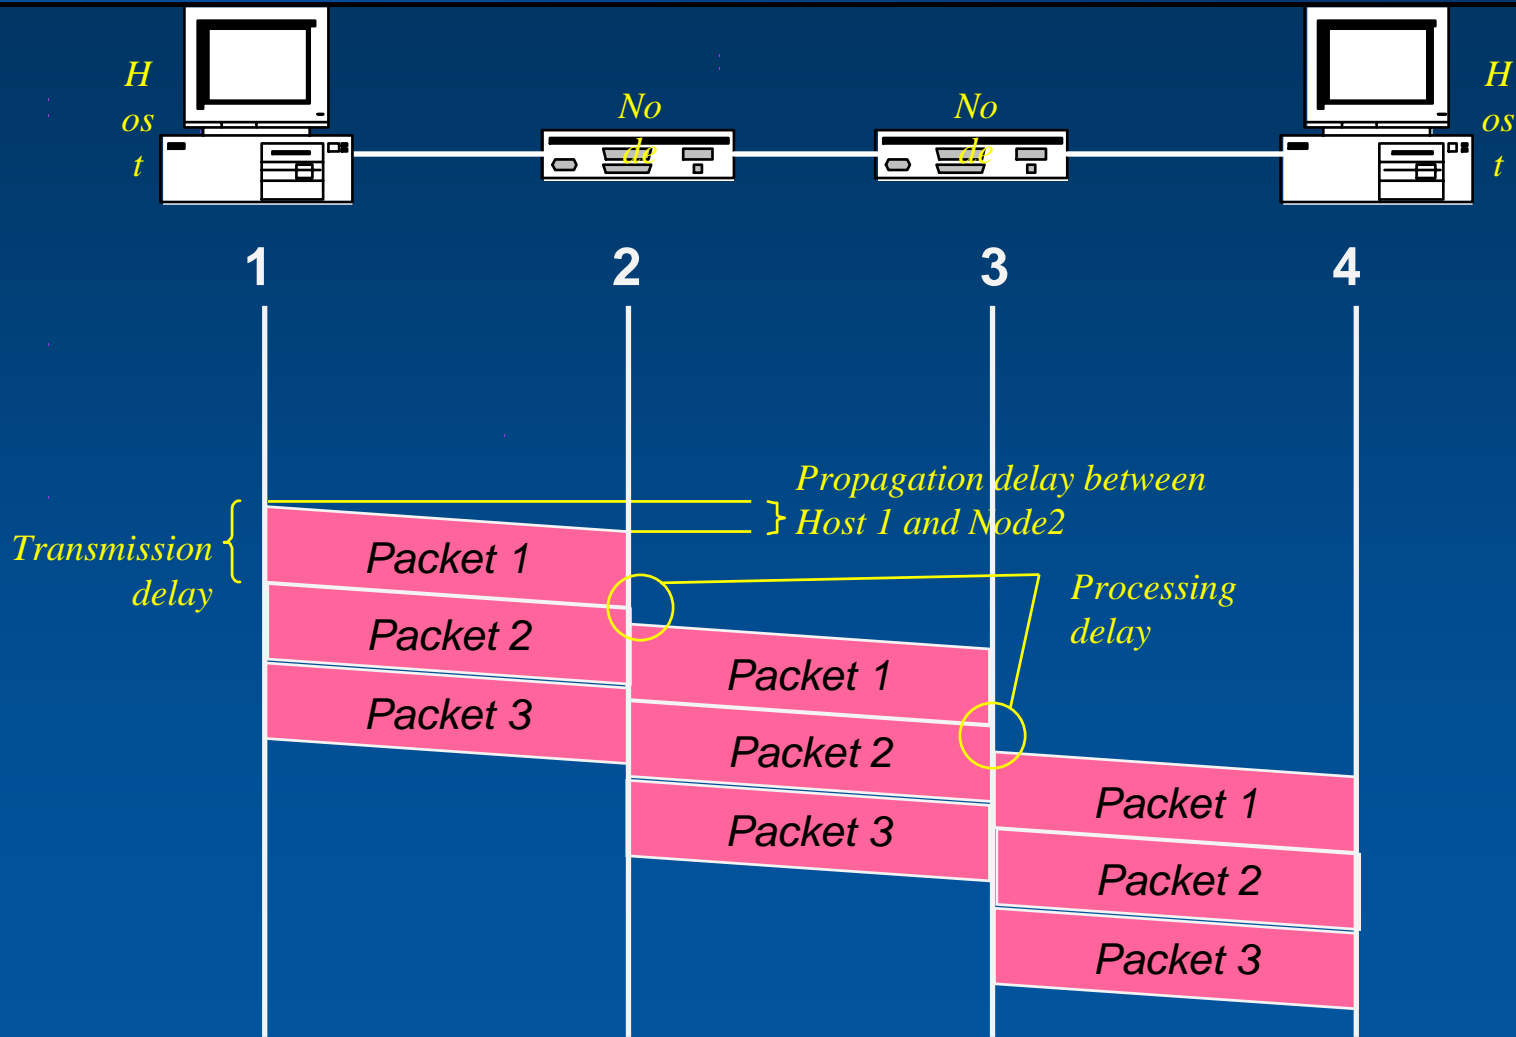 H
os
t
No
de
No
de
H
os
t
1
2
3
4
Propagation delay between
Host 1 and Node2
Transmission
delay
Packet 1
Processing
delay
Packet 2
Packet 1
Packet 3
Packet 2
Packet 1
Packet 3
Packet 2
Packet 3